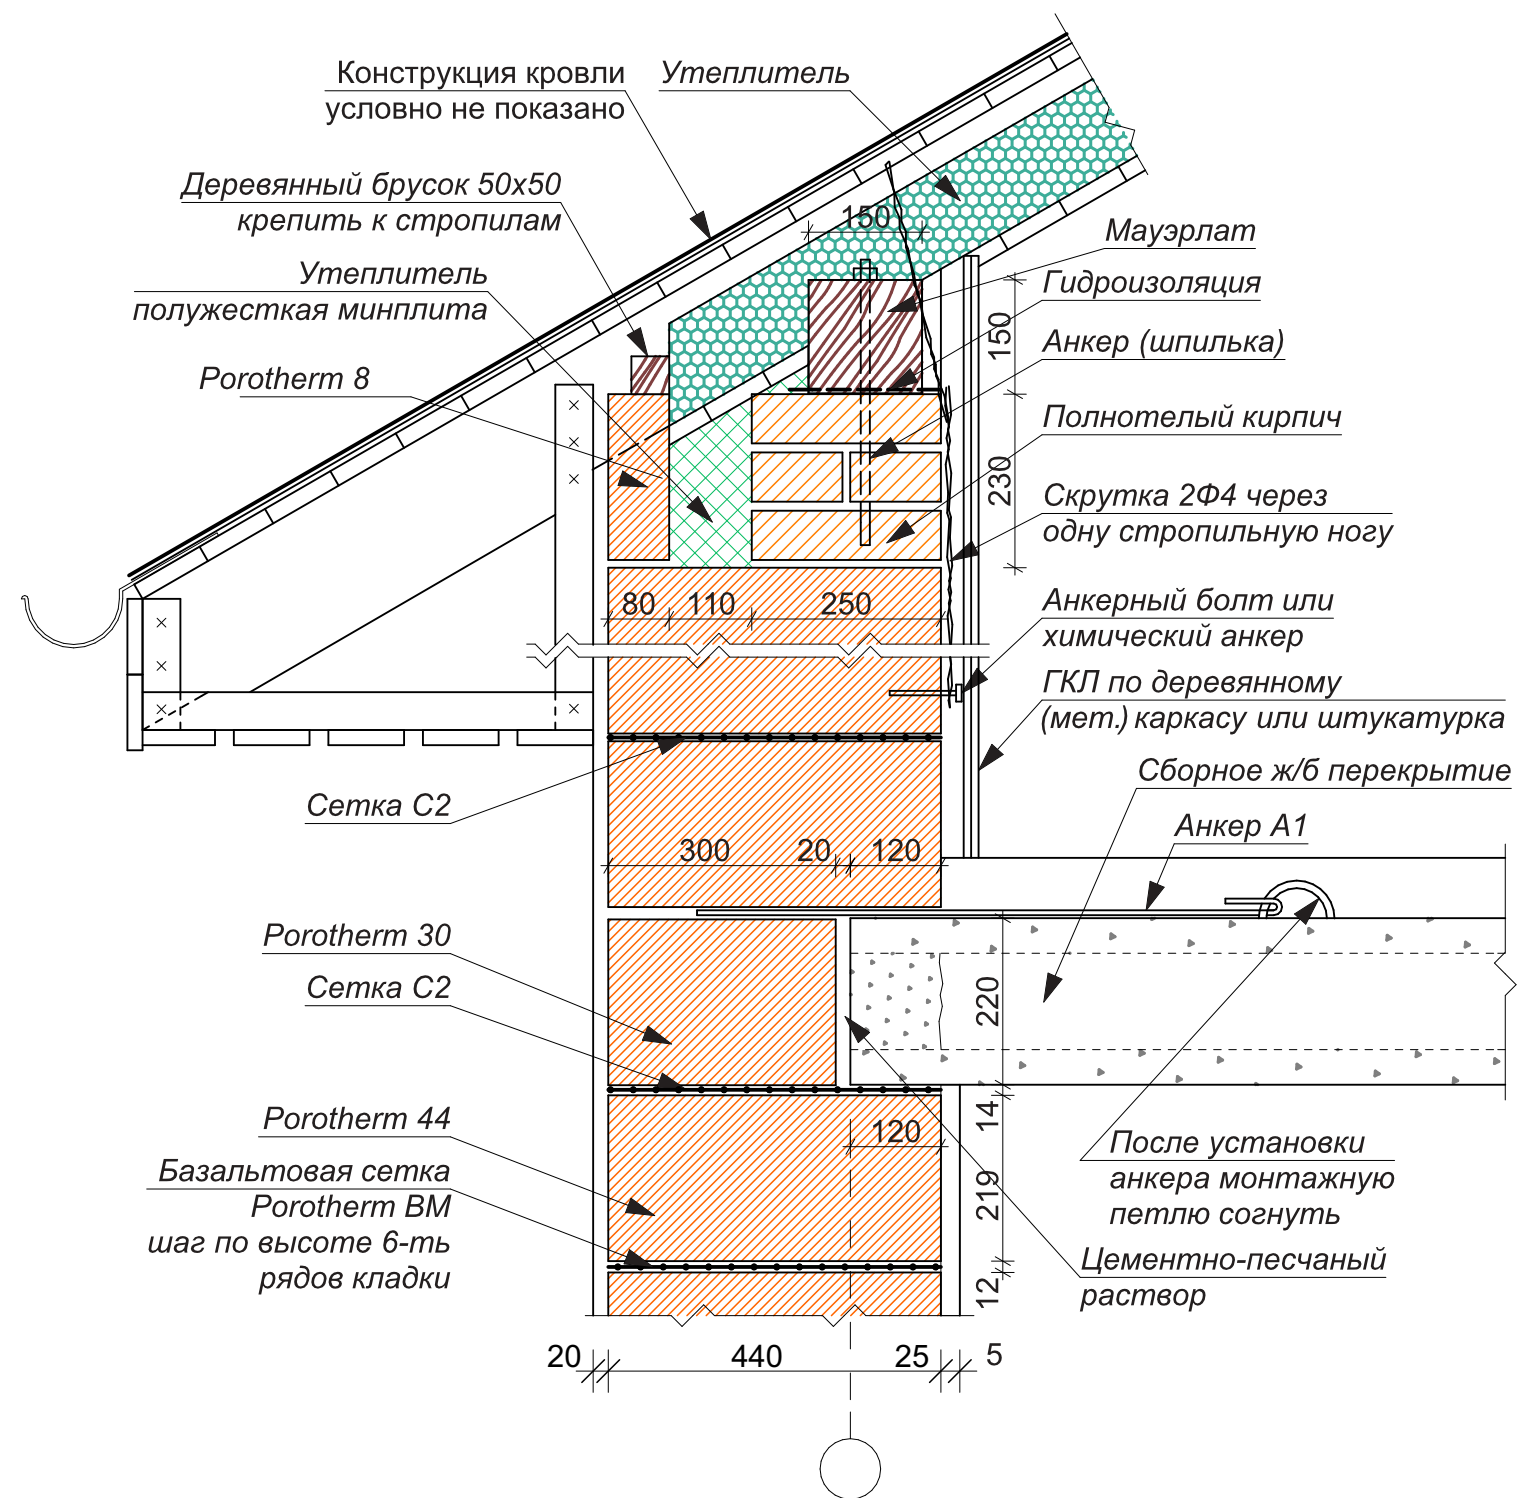 Конструкция кровли
условно не показано
Утеплитель
Деревянный брусок 50х50
крепить к стропилам
150
Мауэрлат
Утеплитель
полужесткая минплита
Гидроизоляция
150
Анкер (шпилька)
Porotherm 8
Полнотелый кирпич
230
Скрутка 2Ф4 через
одну стропильную ногу
80
110
250
Анкерный болт или
химический анкер
ГКЛ по деревянному
(мет.) каркасу или штукатурка
Сборное ж/б перекрытие
Сетка С2
Анкер А1
300
20
120
Porotherm 30
Сетка С2
220
14
Porotherm 44
120
После установки
анкера монтажную
петлю согнуть
Базальтовая сетка
Porotherm BM
шаг по высоте 6-ть
рядов кладки
219
12
Цементно-песчаный
раствор
20
440
25
5